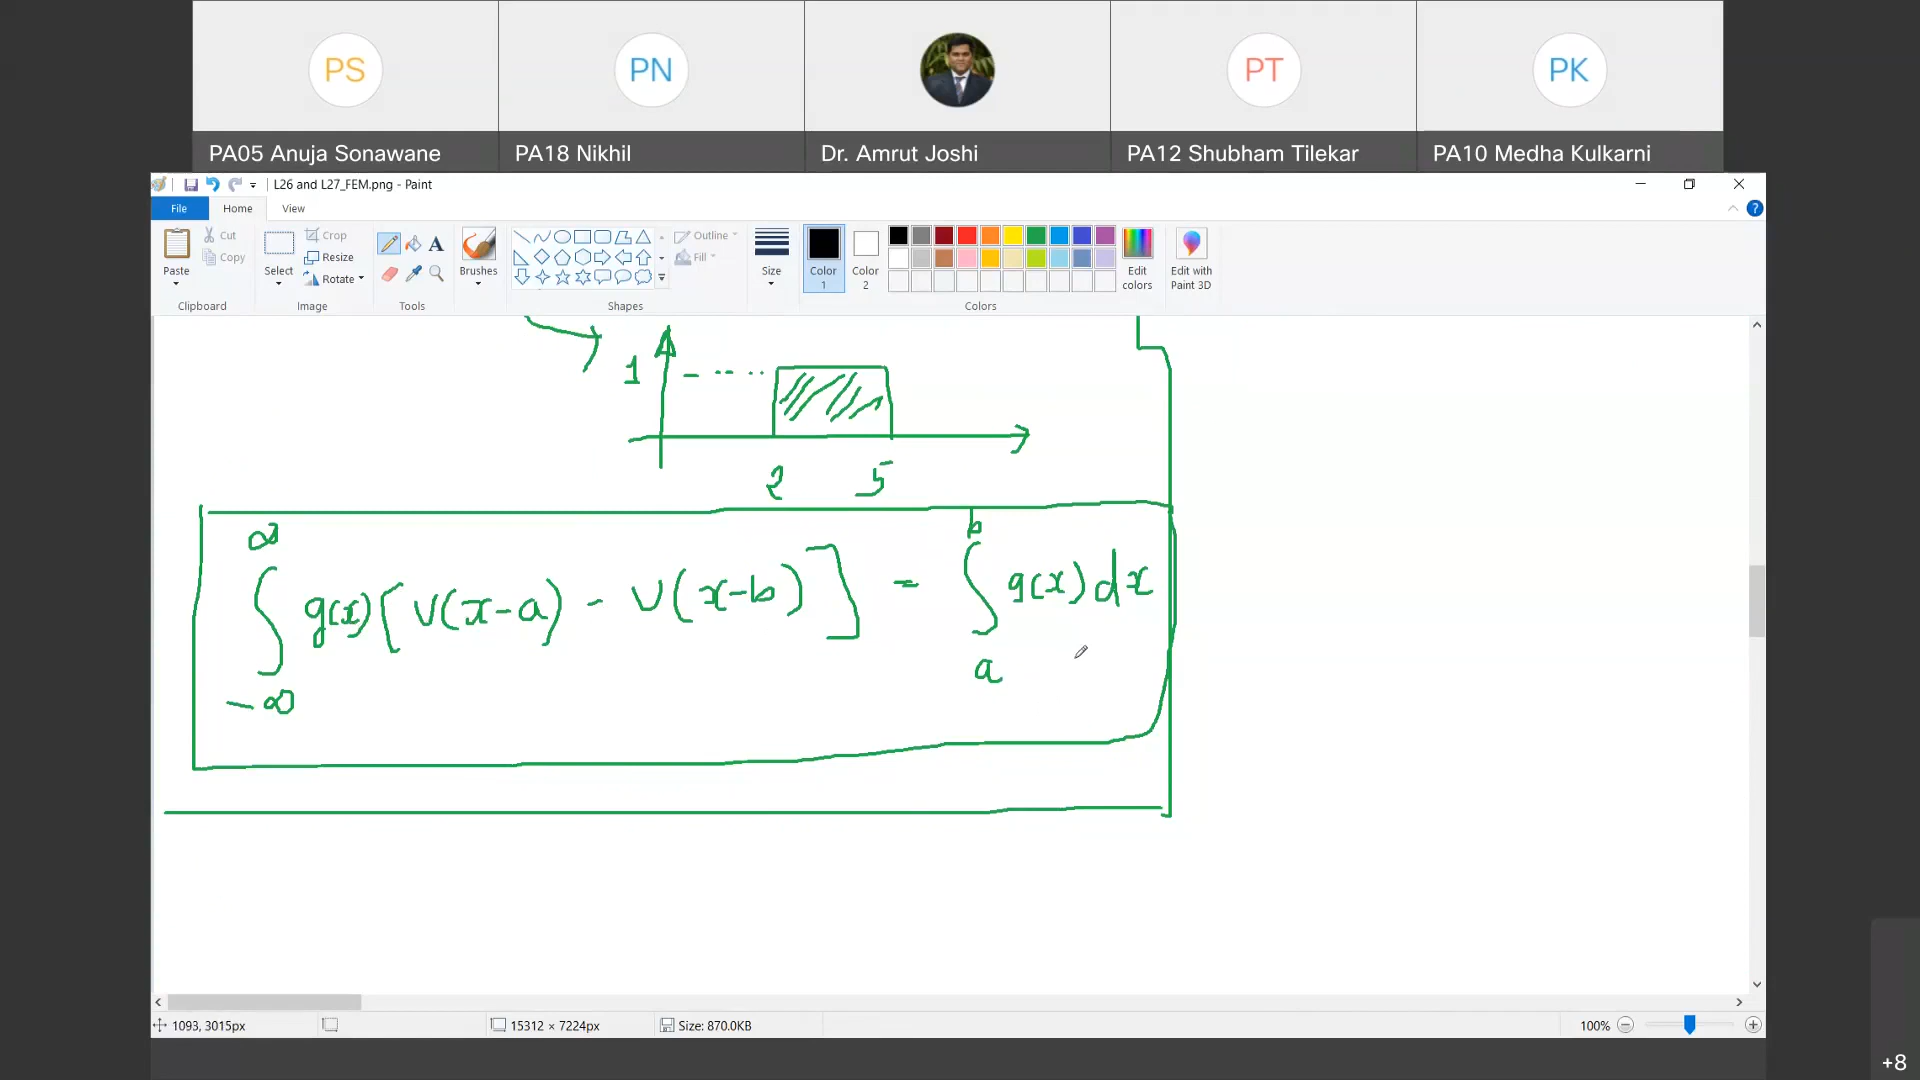 PS
PN
PT
PK
PA05 Anuja Sonawane
PA18 Nikhil
Dr. Amrut Joshi
PA12 Shubham Tilekar
PA10 Medha Kulkarni
L26 and L27_FEM.png - Paint
File
Home
View
Paste
Cut
Copy
Clipboard
Select
Crop
Resize
Rotate
Image
A
Tools
Brushes
Outline
Fill
Shapes
Size
Color 1
Color 2
Edit colors
Colors
Edit with Paint 3D
?
1
2 5
∫_{-∞}^{∞} g(x) [U(x-a) - U(x-b)] = ∫_{a}^{b} g(x) dx
1093, 3015px
15312 × 7224px
Size: 870.0KB
100%
+8